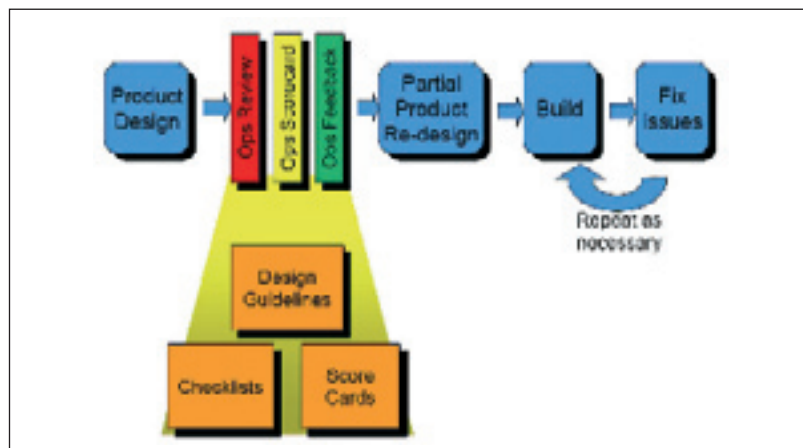 Product
Design
Ops Review
Ops Scorecard
Ops Feedback
Partial
Product
Re-design
Build
Fix
issues
Repeat as
necessary
Design
Guidelines
Checklists
Score
Cards